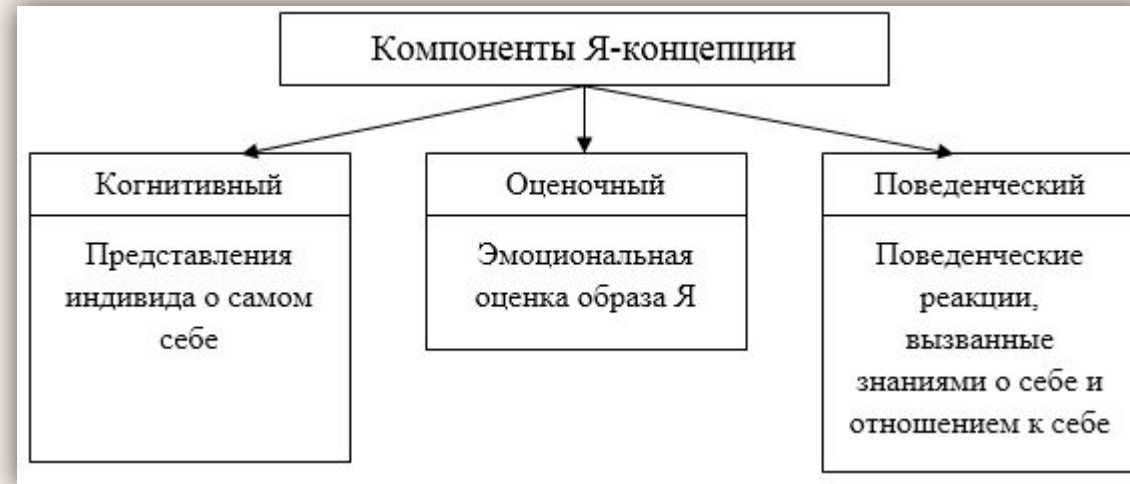 Компоненты Я-концепции
Когнитивный
Представления
индивида о самом
себе
Оценочный
Эмоциональная
оценка образа Я
Поведенческий
Поведенческие
реакции,
вызванные
знаниями о себе и
отношением к себе